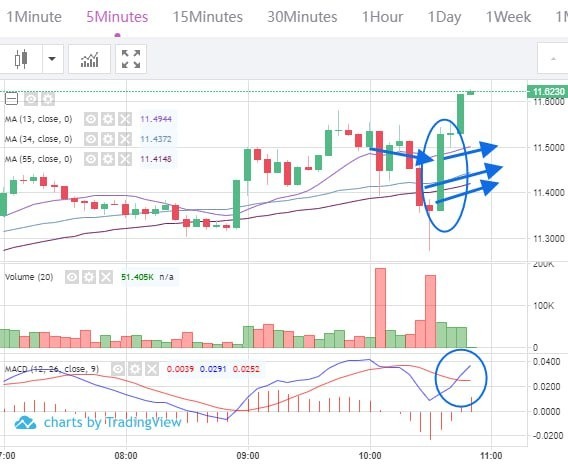 1Minute 5Minutes 15Minutes 30Minutes 1Hour 1Day 1Week 1
11.6230
11.6000
MA (13, close, 0) 11.4944
MA (34, close, 0) 11.4372
11.5000
MA (55, close, 0) 11.4148
11.4000
11.3000
200K
Volume (20) 51.405K n/a
100K
0
MACD (12, 26, close, 9) 0.0039 0.0291 0.0252
0.0400
0.0200
charts by TradingView
0.0000
-0.0200
7:00 08:00 09:00 10:00 11:00